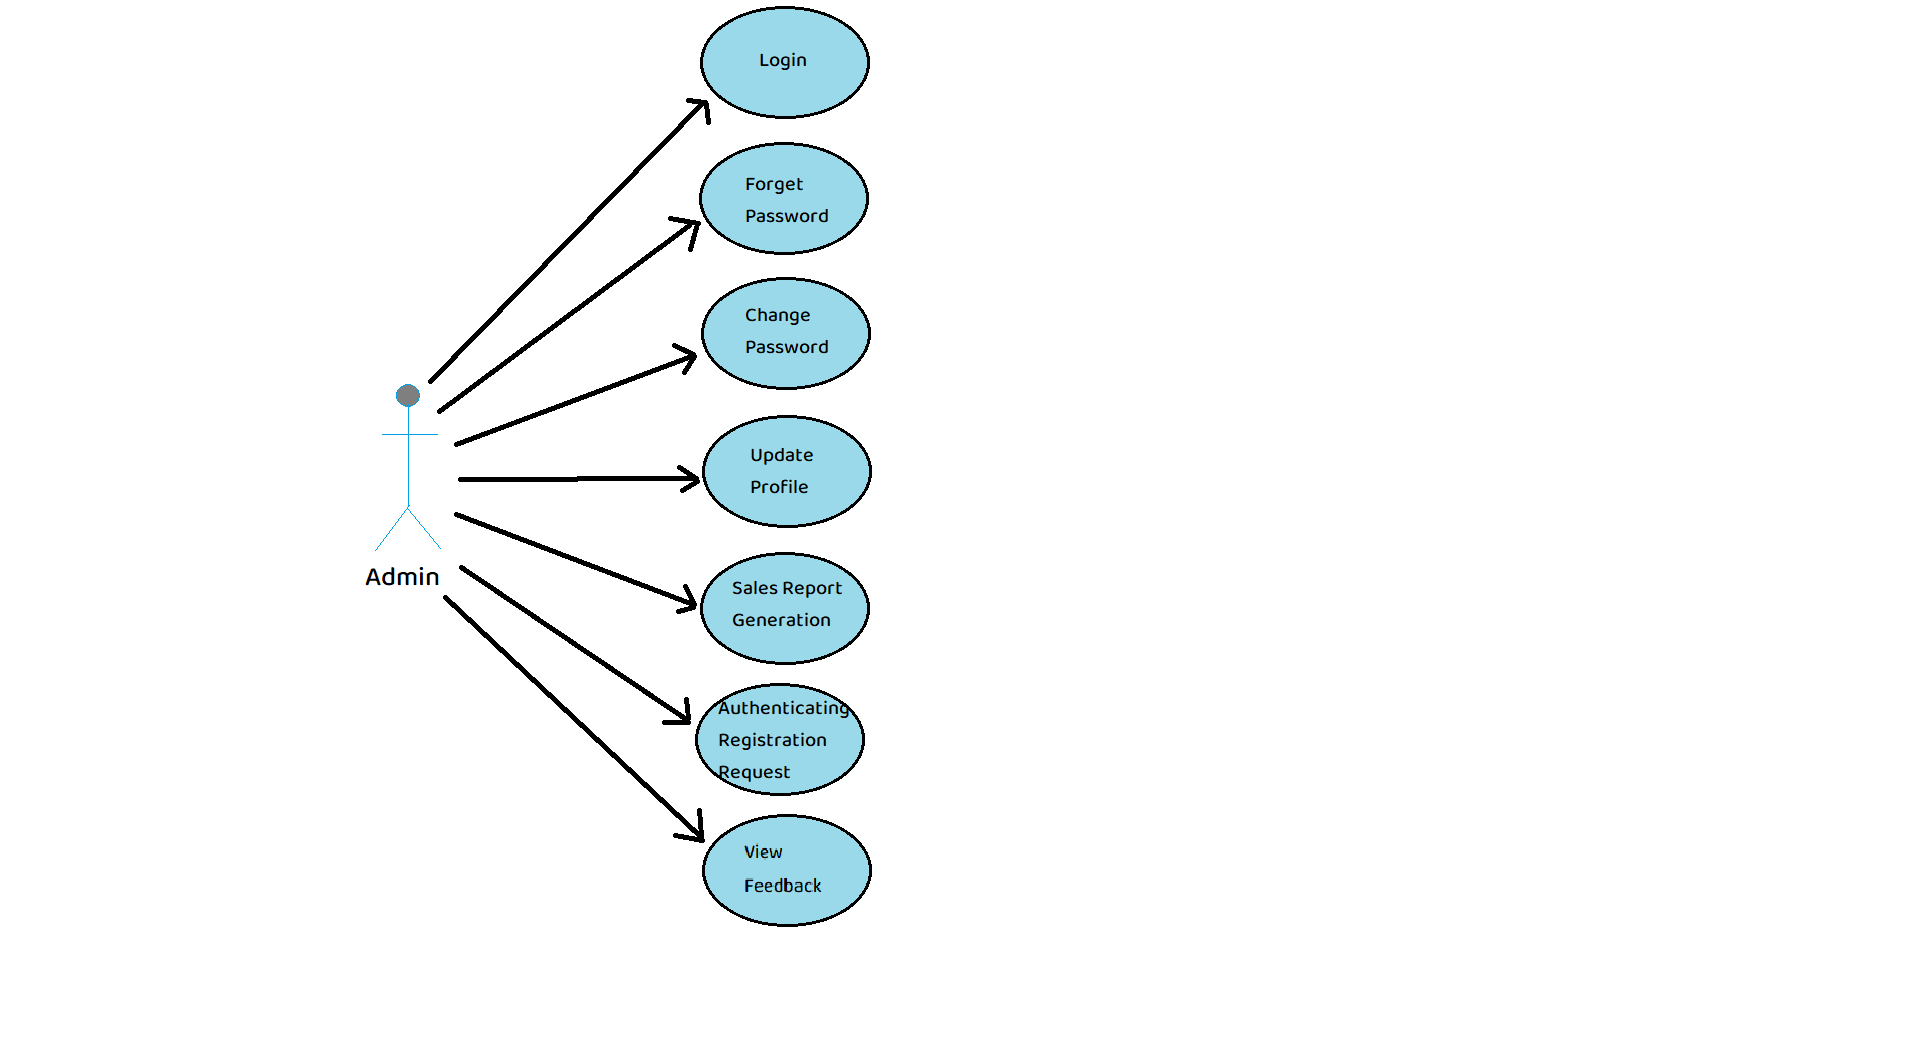 Login
Forget
Password
Change
Password
Update
Profile
Admin
Sales Report
Generation
Authenticating
Registration
Request
View
Feedback